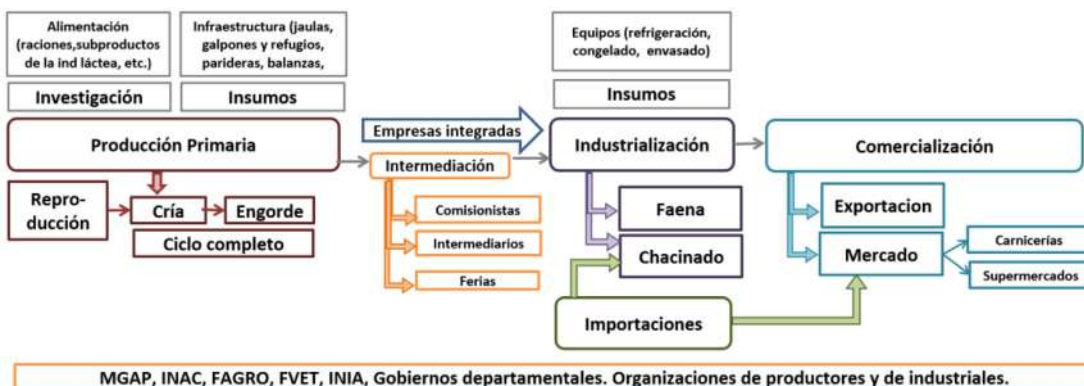 Alimentación
(raciones,subproductos
de la ind láctea, etc.)
Infraestructura (jaulas,
galpones y refugios,
parideras, balanzas,
Equipos (refrigeración,
congelado, envasado)
Investigación
Insumos
Insumos
Producción Primaria
Empresas integradas
Industrialización
Comercialización
Intermediación
Repro-
ducción
Cría
Engorde
Ciclo completo
Comisionistas
Intermediarios
Ferias
Faena
Chacinado
Exportacion
Mercado
Carnicerías
Supermercados
Importaciones
MGAP, INAC, FAGRO, FVET, INIA, Gobiernos departamentales. Organizaciones de productores y de industriales.